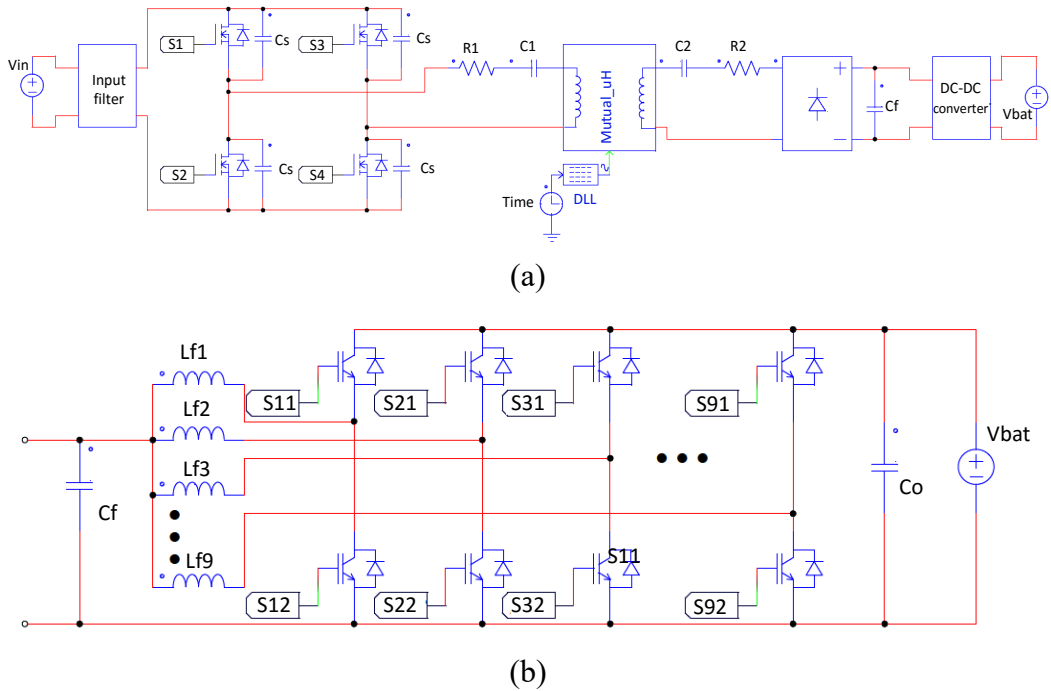 S1
Cs
S3
Cs
R1
C1
C2
R2
Vin
Input
filter
Mutual_uH
+
−
Cf
DC-DC
converter
Vbat
S2
Cs
S4
Cs
Time
DLL
(a)
Lf1
S11
S21
S31
S91
Lf2
Vbat
Lf3
Cf
Co
Lf9
S11
S12
S22
S32
S92
(b)